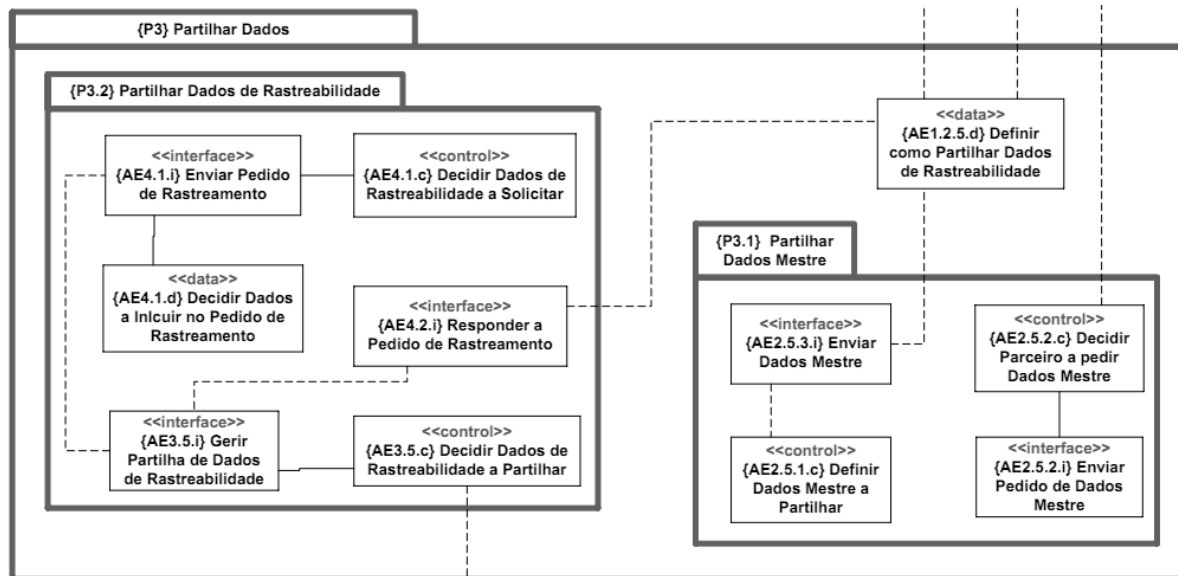 {P3} Partilhar Dados
{P3.2} Partilhar Dados de Rastreabilidade
<<interface>>
{AE4.1.i} Enviar Pedido
de Rastreamento
<<control>>
{AE4.1.c} Decidir Dados de
Rastreabilidade a Solicitar
<<data>>
{AE4.1.d} Decidir Dados
a Inlcuir no Pedido de
Rastreamento
<<interface>>
{AE4.2.i} Responder a
Pedido de Rastreamento
<<interface>>
{AE3.5.i} Gerir
Partilha de Dados
de Rastreabilidade
<<control>>
{AE3.5.c} Decidir Dados de
Rastreabilidade a Partilhar
<<data>>
{AE1.2.5.d} Definir
como Partilhar Dados
de Rastreabilidade
{P3.1} Partilhar
Dados Mestre
<<interface>>
{AE2.5.3.i} Enviar
Dados Mestre
<<control>>
{AE2.5.2.c} Decidir
Parceiro a pedir
Dados Mestre
<<control>>
{AE2.5.1.c} Definir
Dados Mestre a
Partilhar
<<interface>>
{AE2.5.2.i} Enviar
Pedido de Dados
Mestre